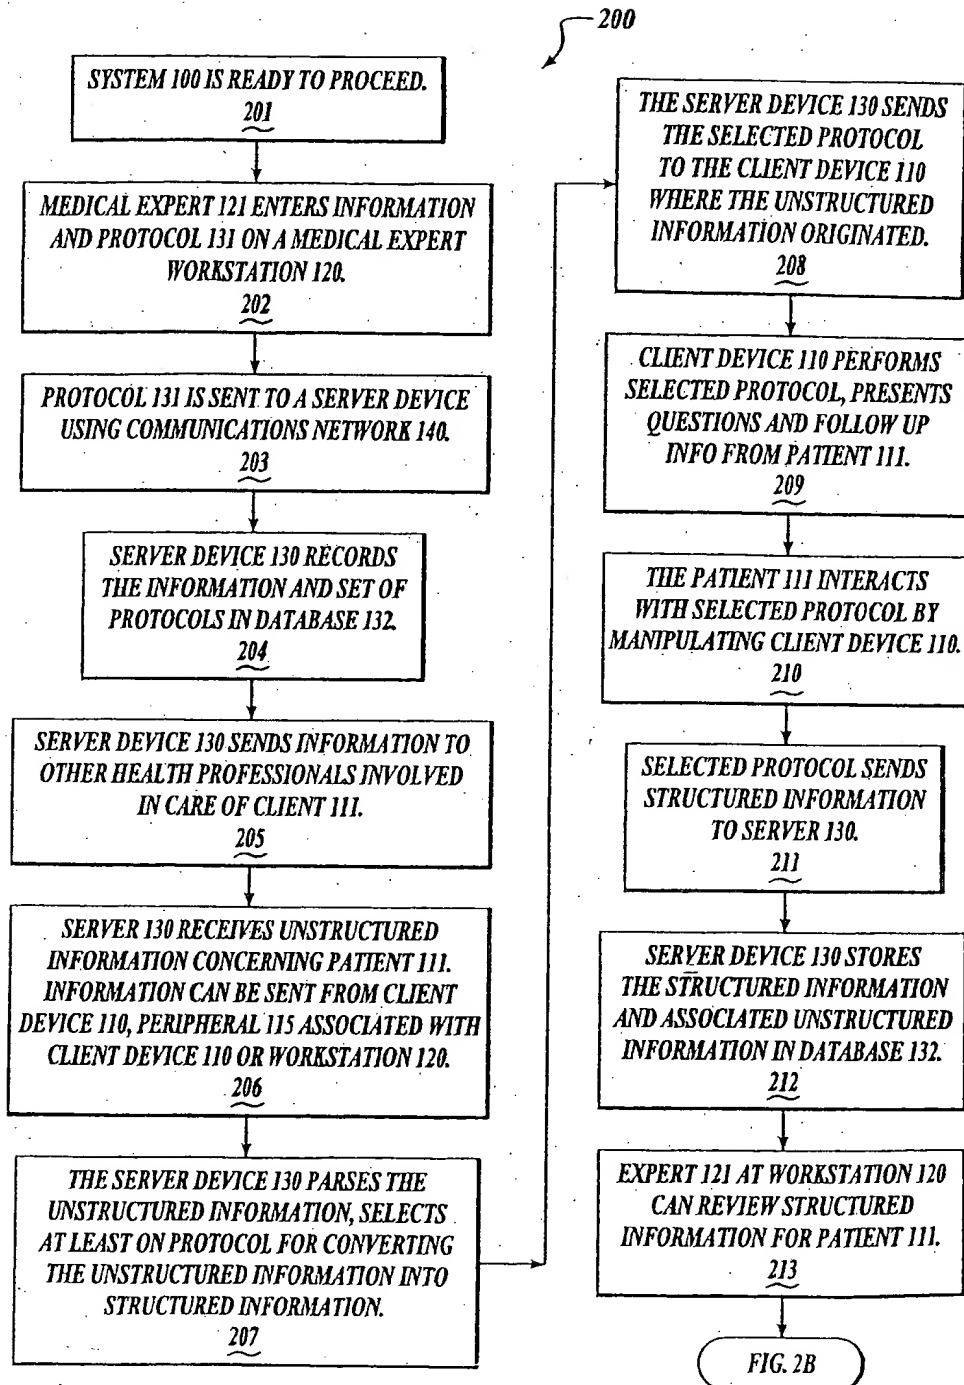 200
SYSTEM 100 IS READY TO PROCEED.
201
MEDICAL EXPERT 121 ENTERS INFORMATION
AND PROTOCOL 131 ON A MEDICAL EXPERT
WORKSTATION 120.
202
PROTOCOL 131 IS SENT TO A SERVER DEVICE
USING COMMUNICATIONS NETWORK 140.
203
SERVER DEVICE 130 RECORDS
THE INFORMATION AND SET OF
PROTOCOLS IN DATABASE 132.
204
SERVER DEVICE 130 SENDS INFORMATION TO
OTHER HEALTH PROFESSIONALS INVOLVED
IN CARE OF CLIENT 111.
205
SERVER 130 RECEIVES UNSTRUCTURED
INFORMATION CONCERNING PATIENT 111.
INFORMATION CAN BE SENT FROM CLIENT
DEVICE 110, PERIPHERAL 115 ASSOCIATED WITH
CLIENT DEVICE 110 OR WORKSTATION 120.
206
THE SERVER DEVICE 130 PARSES THE
UNSTRUCTURED INFORMATION, SELECTS
AT LEAST ON PROTOCOL FOR CONVERTING
THE UNSTRUCTURED INFORMATION INTO
STRUCTURED INFORMATION.
207
THE SERVER DEVICE 130 SENDS
THE SELECTED PROTOCOL
TO THE CLIENT DEVICE 110
WHERE THE UNSTRUCTURED
INFORMATION ORIGINATED.
208
CLIENT DEVICE 110 PERFORMS
SELECTED PROTOCOL, PRESENTS
QUESTIONS AND FOLLOW UP
INFO FROM PATIENT 111.
209
THE PATIENT 111 INTERACTS
WITH SELECTED PROTOCOL BY
MANIPULATING CLIENT DEVICE 110.
210
SELECTED PROTOCOL SENDS
STRUCTURED INFORMATION
TO SERVER 130.
211
SERVER DEVICE 130 STORES
THE STRUCTURED INFORMATION
AND ASSOCIATED UNSTRUCTURED
INFORMATION IN DATABASE 132.
212
EXPERT 121 AT WORKSTATION 120
CAN REVIEW STRUCTURED
INFORMATION FOR PATIENT 111.
213
FIG. 2B